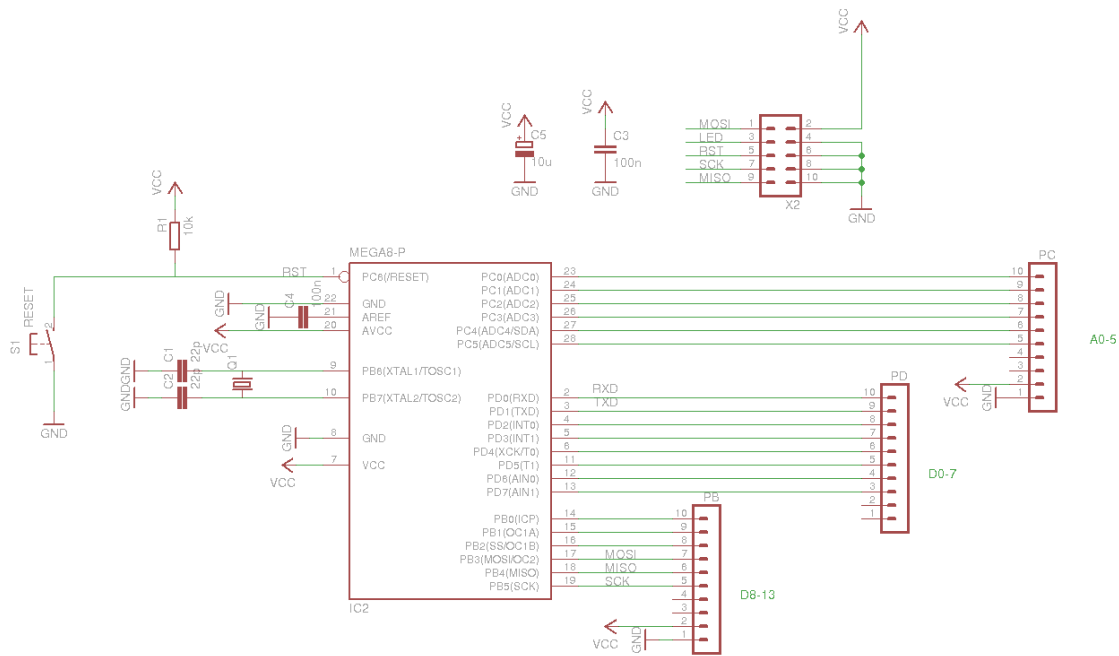 VCC
VCC
C5
10u
GND
VCC
C3
100n
GND
MOSI 1 2
LED 3 4
RST 5 6
SCK 7 8
MISO 9 10
X2
GND
VCC
R1
10k
MEGA8-P
RST 1 PC6(/RESET)
GND 22 GND
GND C4 100n 21 AREF
VCC 20 AVCC
GND C1 22p 9 PB6(XTAL1/TOSC1)
Q1
GND C2 22p 10 PB7(XTAL2/TOSC2)
GND 8 GND
VCC 7 VCC
S1
RESET
2
1
GND
PC0(ADC0) 23
PC1(ADC1) 24
PC2(ADC2) 25
PC3(ADC3) 26
PC4(ADC4/SDA) 27
PC5(ADC5/SCL) 28
PD0(RXD) 2 RXD
PD1(TXD) 3 TXD
PD2(INT0) 4
PD3(INT1) 5
PD4(XCK/T0) 6
PD5(T1) 11
PD6(AIN0) 12
PD7(AIN1) 13
PB0(ICP) 14
PB1(OC1A) 15
PB2(SS/OC1B) 16
PB3(MOSI/OC2) 17 MOSI
PB4(MISO) 18 MISO
PB5(SCK) 19 SCK
IC2
PC
10
9
8
7
6
5
4
3
2
1
VCC
GND
A0-5
PD
10
9
8
7
6
5
4
3
2
1
D0-7
PB
10
9
8
7
6
5
4
3
2
1
VCC
GND
D8-13